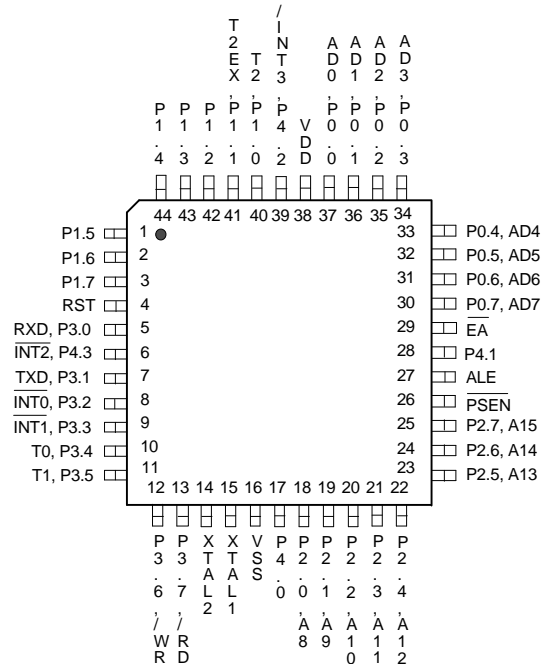 P1.4
P1.3
P1.2
T2EX,P1.1
T2,P1.0
/INT3,P4.2
VDD
AD0,P0.0
AD1,P0.1
AD2,P0.2
AD3,P0.3
44 43 42 41 40 39 38 37 36 35 34
P1.5 1
P1.6 2
P1.7 3
RST 4
RXD, P3.0 5
INT2, P4.3 6
TXD, P3.1 7
INT0, P3.2 8
INT1, P3.3 9
T0, P3.4 10
T1, P3.5 11
33 P0.4, AD4
32 P0.5, AD5
31 P0.6, AD6
30 P0.7, AD7
29 EA
28 P4.1
27 ALE
26 PSEN
25 P2.7, A15
24 P2.6, A14
23 P2.5, A13
12 13 14 15 16 17 18 19 20 21 22
P3.6,/WR
P3.7,/RD
XTAL2
XTAL1
VSS
P4.0
P2.0,A8
P2.1,A9
P2.2,A10
P2.3,A11
P2.4,A12